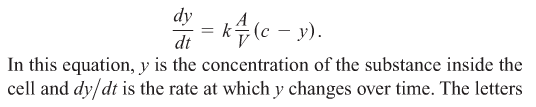 dy/dt = k A/V (c − y).
In this equation, y is the concentration of the substance inside the
cell and dy/dt is the rate at which y changes over time. The letters